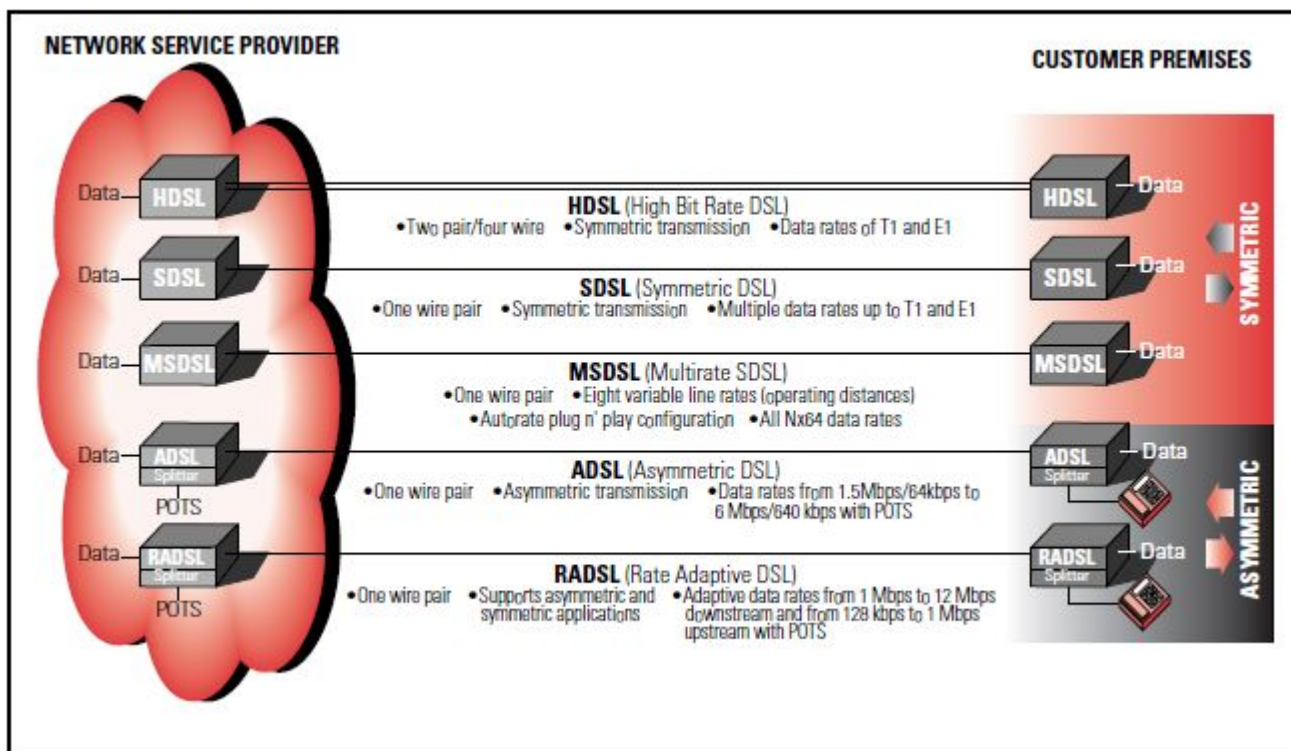 NETWORK SERVICE PROVIDER
CUSTOMER PREMISES
Data
HDSL
HDSL
Data
HDSL (High Bit Rate DSL)
•Two pair/four wire •Symmetric transmission •Data rates of T1 and E1
Data
SDSL
SDSL
Data
SDSL (Symmetric DSL)
•One wire pair •Symmetric transmission •Multiple data rates up to T1 and E1
SYMMETRIC
Data
MSDSL
MSDSL
Data
MSDSL (Multirate SDSL)
•One wire pair •Eight variable line rates (operating distances)
•Autorate plug n' play configuration •All Nx64 data rates
Data
ADSL
Splitter
POTS
ADSL
Splitter
Data
ADSL (Asymmetric DSL)
•One wire pair •Asymmetric transmission •Data rates from 1.5Mbps/64kbps to
6 Mbps/640 kbps with POTS
ASYMMETRIC
Data
RADSL
Splitter
POTS
RADSL
Splitter
Data
RADSL (Rate Adaptive DSL)
•One wire pair •Supports asymmetric and •Adaptive data rates from 1 Mbps to 12 Mbps
symmetric applications downstream and from 128 kbps to 1 Mbps
upstream with POTS